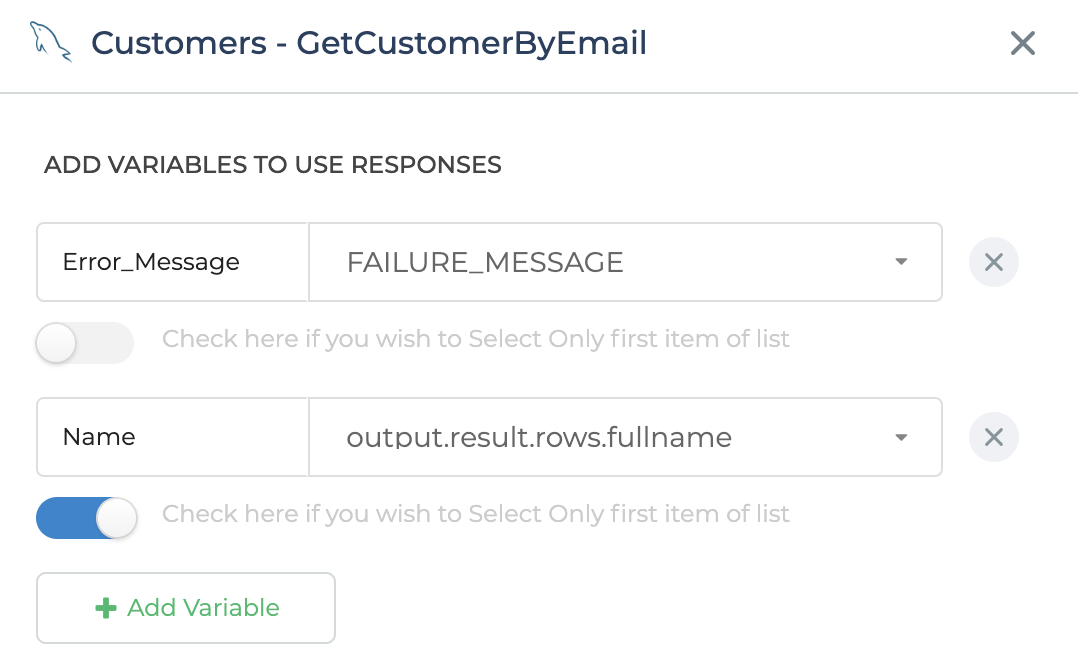 Customers - GetCustomerByEmail
ADD VARIABLES TO USE RESPONSES
Error_Message FAILURE_MESSAGE
Check here if you wish to Select Only first item of list
Name output.result.rows.fullname
Check here if you wish to Select Only first item of list
Add Variable